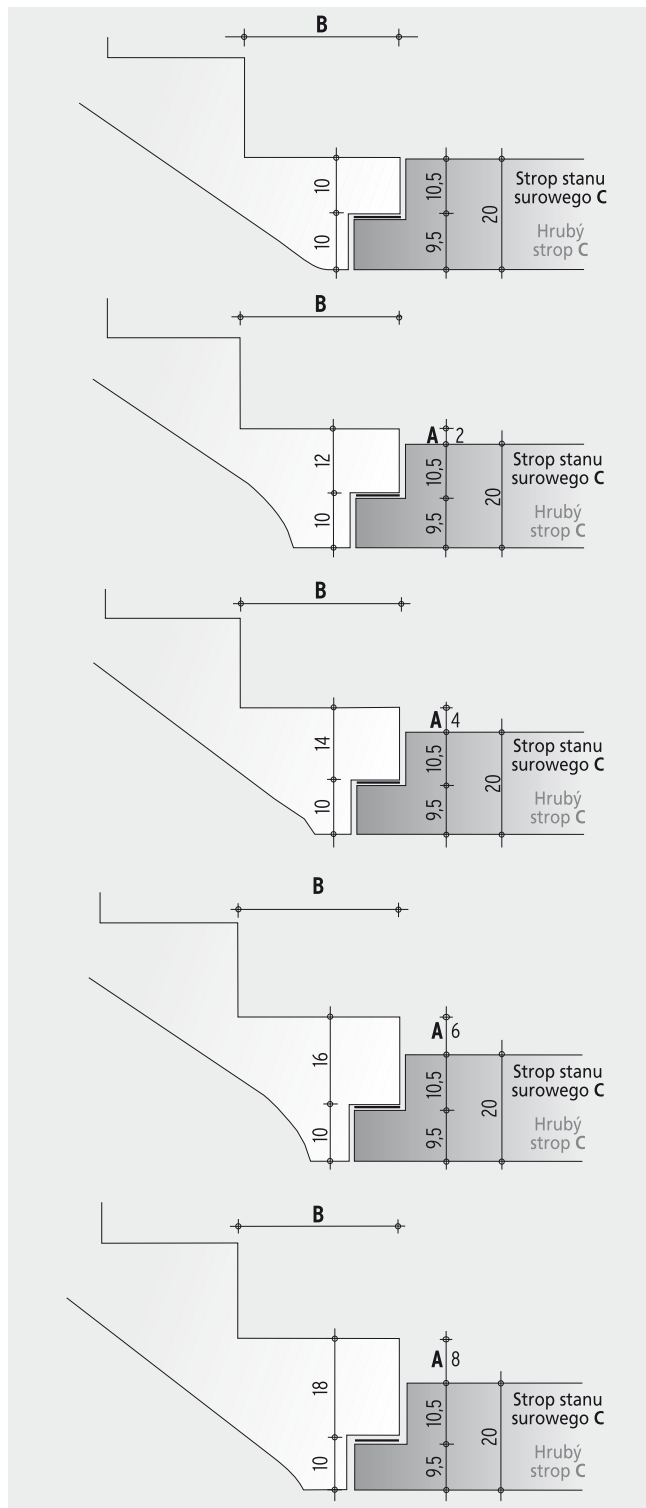 B
10
10
10,5
9,5
20
Strop stanu
surowego C
Hrubý
strop C
B
12
10
A 2
10,5
9,5
20
Strop stanu
surowego C
Hrubý
strop C
B
14
10
A 4
10,5
9,5
20
Strop stanu
surowego C
Hrubý
strop C
B
16
10
A 6
10,5
9,5
20
Strop stanu
surowego C
Hrubý
strop C
B
18
10
A 8
10,5
9,5
20
Strop stanu
surowego C
Hrubý
strop C